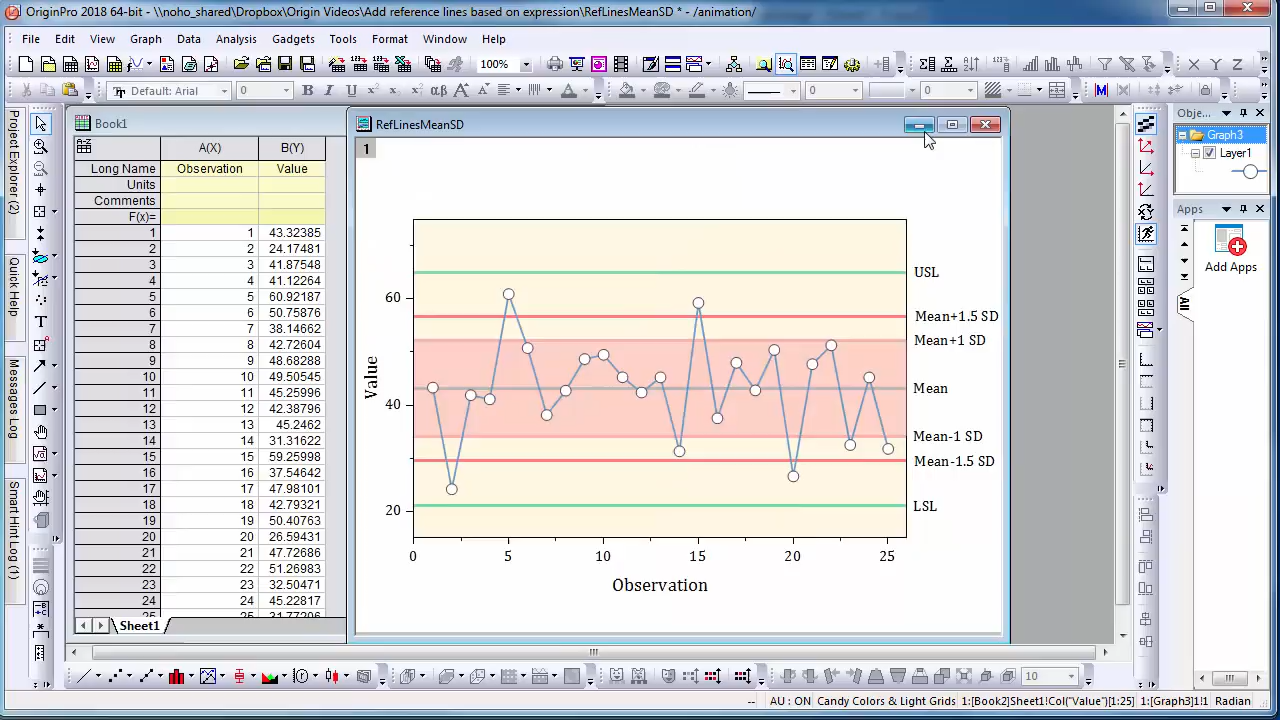 OriginPro 2018 64-bit - \\noho_shared\Dropbox\Origin Videos\Add reference lines based on expression\RefLinesMeanSD * - /animation/
File Edit View Graph Data Analysis Gadgets Tools Format Window Help
100%
Default: Arial 0 B I U 0 0
Project Explorer (2)
Quick Help
Messages Log
Smart Hint Log (1)
Book1
A(X) B(Y)
Long Name Observation Value
Units
Comments
F(x)=
1 1 43.32385
2 2 24.17481
3 3 41.87548
4 4 41.12264
5 5 60.92187
6 6 50.75876
7 7 38.14662
8 8 42.72604
9 9 48.68288
10 10 49.50545
11 11 45.25996
12 12 42.38796
13 13 45.2462
14 14 31.31622
15 15 59.25998
16 16 37.54642
17 17 47.98101
18 18 42.79321
19 19 50.40763
20 20 26.59431
21 21 47.72686
22 22 51.26983
23 23 32.50471
24 24 45.22817
25 25 31.77206
Sheet1
RefLinesMeanSD
1
Value
60
40
20
0 5 10 15 20 25
Observation
USL
Mean+1.5 SD
Mean+1 SD
Mean
Mean-1 SD
Mean-1.5 SD
LSL
Obje...
Graph3
Layer1
Apps
Add Apps
All
10
-- AU : ON Candy Colors & Light Grids 1:[Book2]Sheet1!Col("Value")[1:25] 1:[Graph3]1!1 Radian